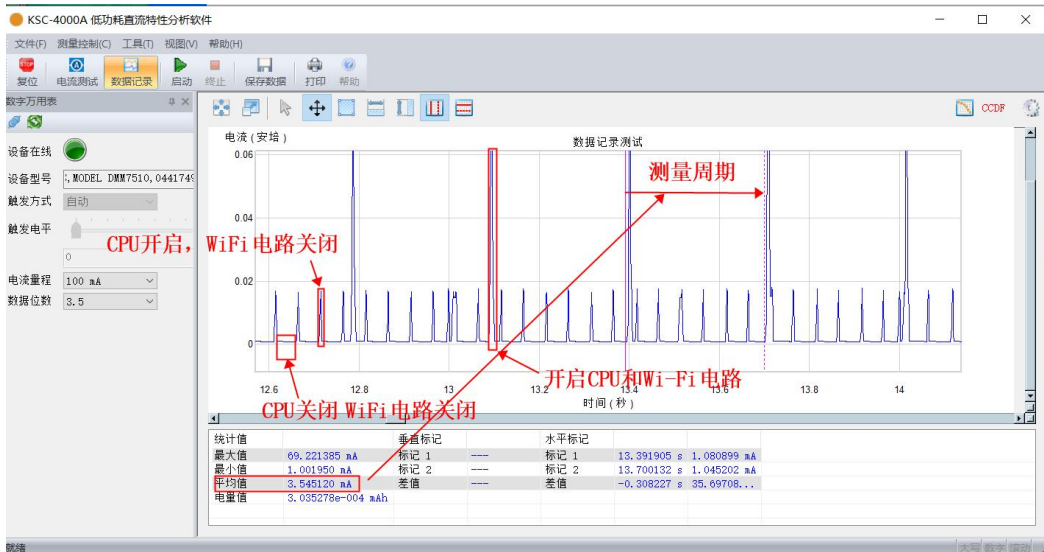 KSC-4000A 低功耗直流特性分析软件
文件(F) 测量控制(C) 工具(T) 视图(V) 帮助(H)
STOP
复位 电流测试 数据记录 启动 终止 保存数据 打印 帮助
数字万用表
CCDF
设备在线
设备型号 MODEL DMM7510,0441749
触发方式 自动
触发电平
0
电流量程 100 mA
数据位数 3.5
电流(安培)
数据记录测试
0.06
0.04
0.02
0
测量周期
CPU开启，WiFi电路关闭
开启CPU和Wi-Fi电路
CPU关闭 WiFi电路关闭
12.6 12.8 13 13.2 13.6 13.8 14
时间(秒)
统计值 垂直标记 水平标记
最大值 69.221385 mA 标记 1 --- 标记 1 13.391905 s 1.080899 mA
最小值 1.001950 mA 标记 2 --- 标记 2 13.700132 s 1.045202 mA
平均值 3.545120 mA 差值 --- 差值 -0.308227 s 35.69708...
电量值 3.035278e-004 mAh
就绪
大写 数字 滚动